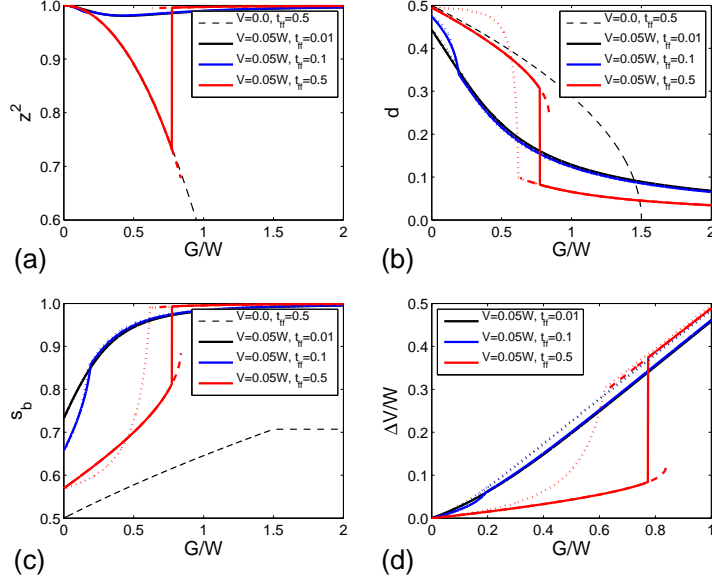 1
0.9
0.8
0.7
0.6
z²
0 0.5 1 1.5 2
G/W
V=0.0, t_ff=0.5
V=0.05W, t_ff=0.01
V=0.05W, t_ff=0.1
V=0.05W, t_ff=0.5
(a)
0.5
0.4
0.3
0.2
0.1
0
d
0 0.5 1 1.5 2
G/W
V=0.0, t_ff=0.5
V=0.05W, t_ff=0.01
V=0.05W, t_ff=0.1
V=0.05W, t_ff=0.5
(b)
1
0.9
0.8
0.7
0.6
0.5
s_b
0 0.5 1 1.5 2
G/W
V=0.0, t_ff=0.5
V=0.05W, t_ff=0.01
V=0.05W, t_ff=0.1
V=0.05W, t_ff=0.5
(c)
0.5
0.4
0.3
0.2
0.1
0
ΔV/W
0 0.2 0.4 0.6 0.8 1
G/W
V=0.05W, t_ff=0.01
V=0.05W, t_ff=0.1
V=0.05W, t_ff=0.5
(d)